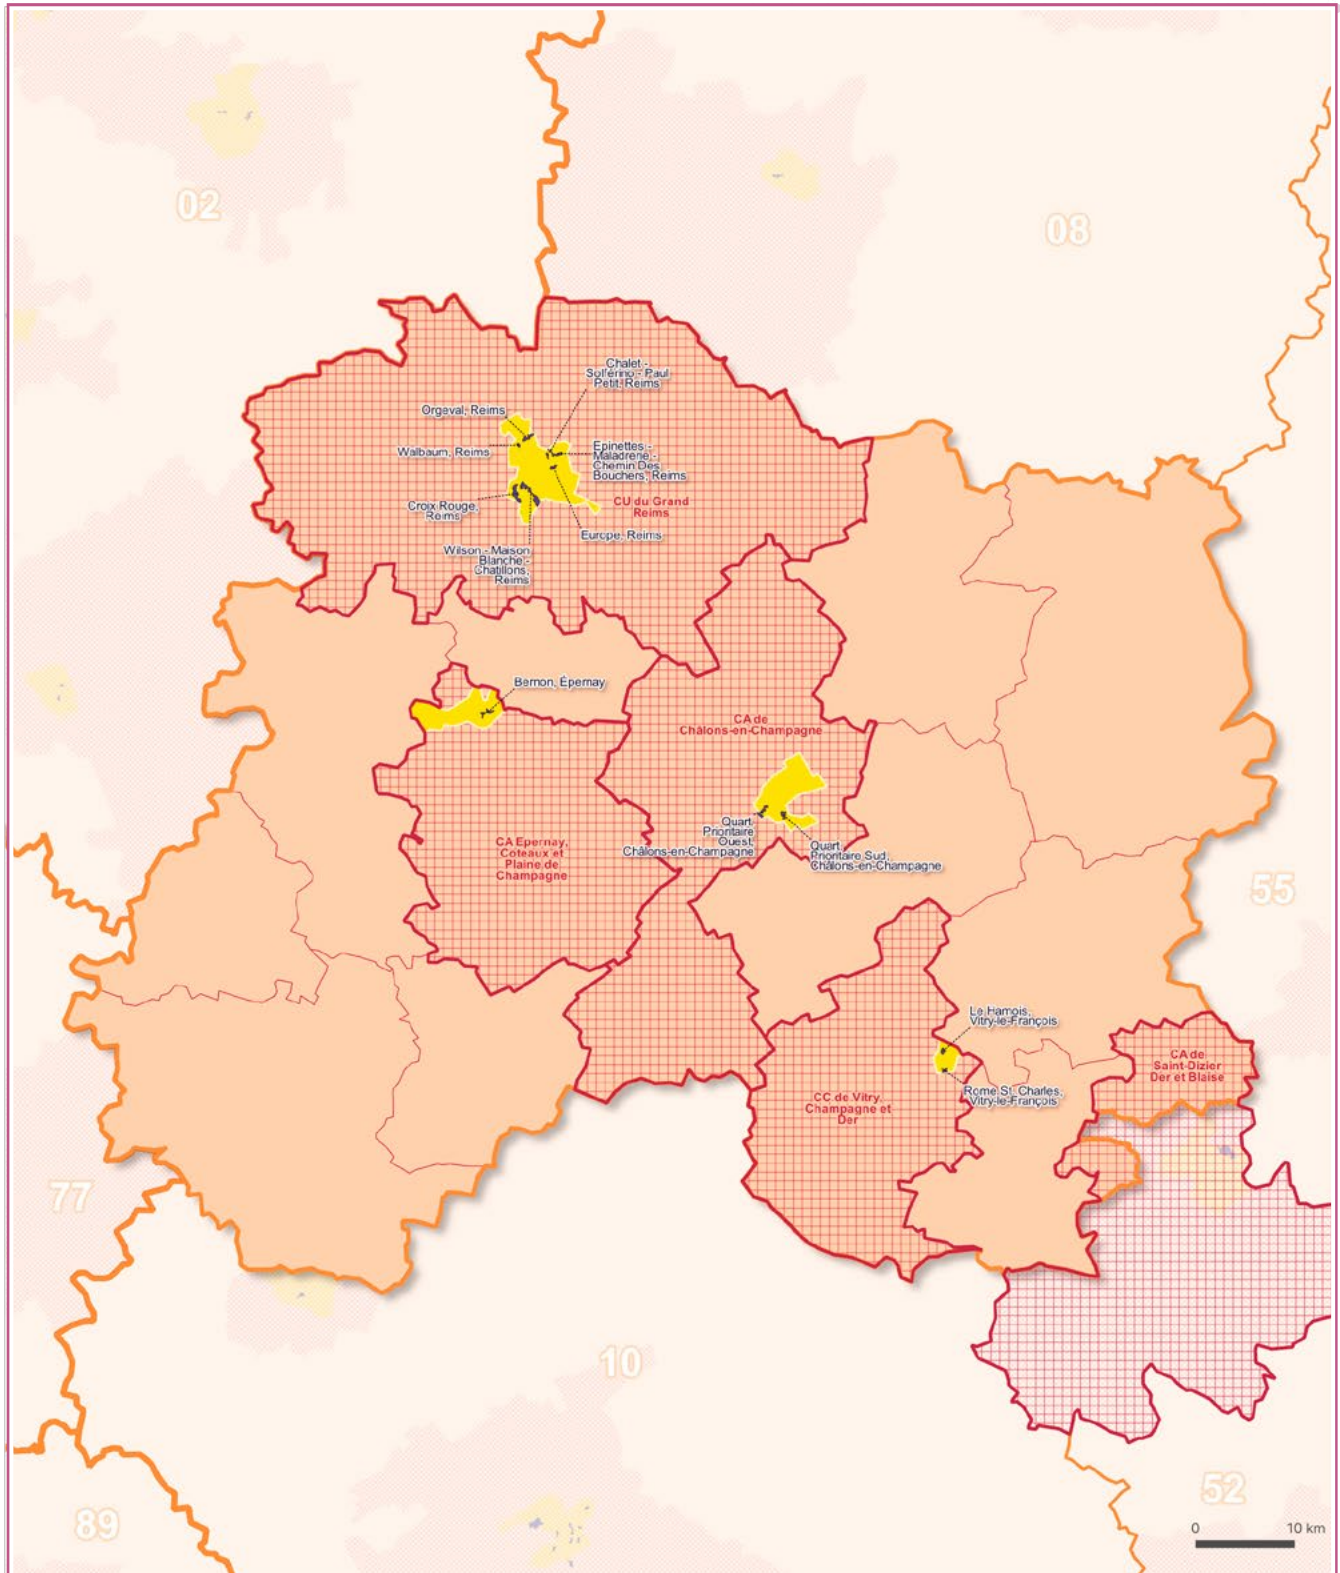 02
08
Chalet -
Solférino - Paul
Petit, Reims
Orgeval, Reims
Walbaum, Reims
Epinettes -
Maladrerie -
Chemin Des
Bouchers, Reims
CU du Grand
Reims
Croix Rouge,
Reims
Europe, Reims
Wilson - Maison
Blanche -
Chatillons,
Reims
Bernon, Épernay
CA de
Châlons-en-Champagne
Quart.
Prioritaire
Ouest,
Châlons-en-Champagne
Quart.
Prioritaire Sud,
Châlons-en-Champagne
CA Epernay,
Coteaux et
Plaine de
Champagne
55
Le Hamois,
Vitry-le-François
CA de
Saint-Dizier
Der et Blaise
Rome St. Charles,
Vitry-le-François
CC de Vitry,
Champagne et
Der
77
10
52
89
0 10 km